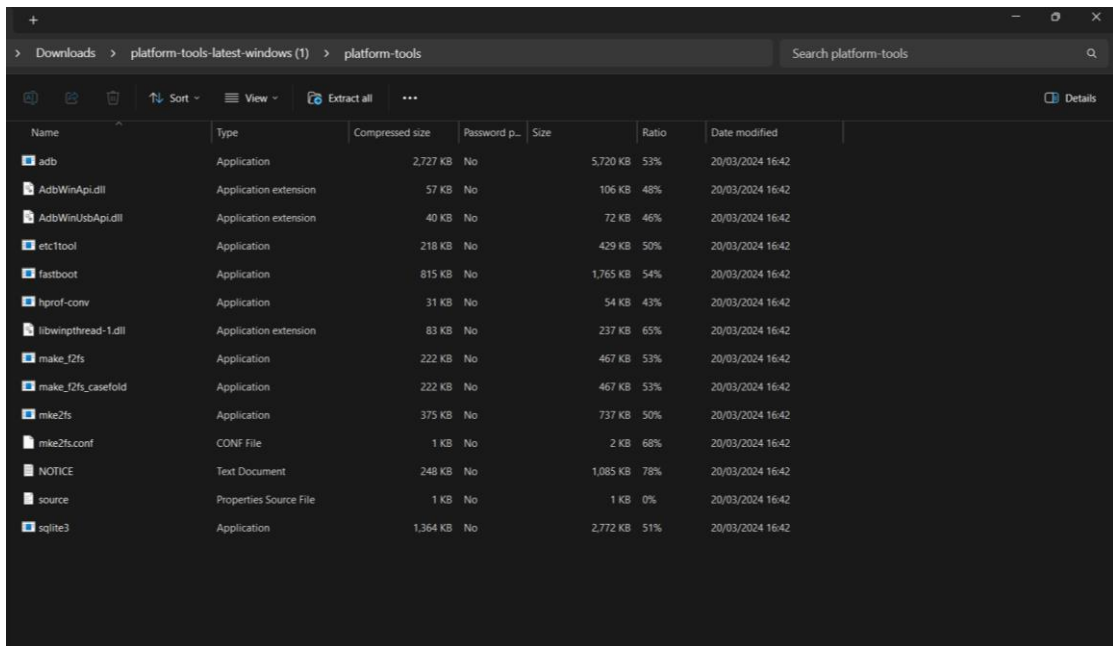 Downloads > platform-tools-latest-windows (1) > platform-tools Search platform-tools
Sort View Extract all ... Details
Name Type Compressed size Password p... Size Ratio Date modified
adb Application 2,727 KB No 5,720 KB 53% 20/03/2024 16:42
AdbWinApi.dll Application extension 57 KB No 106 KB 48% 20/03/2024 16:42
AdbWinUsbApi.dll Application extension 40 KB No 72 KB 46% 20/03/2024 16:42
etc1tool Application 218 KB No 429 KB 50% 20/03/2024 16:42
fastboot Application 815 KB No 1,765 KB 54% 20/03/2024 16:42
hprof-conv Application 31 KB No 54 KB 43% 20/03/2024 16:42
libwinpthread-1.dll Application extension 83 KB No 237 KB 65% 20/03/2024 16:42
make_f2fs Application 222 KB No 467 KB 53% 20/03/2024 16:42
make_f2fs_casefold Application 222 KB No 467 KB 53% 20/03/2024 16:42
mke2fs Application 375 KB No 737 KB 50% 20/03/2024 16:42
mke2fs.conf CONF File 1 KB No 2 KB 68% 20/03/2024 16:42
NOTICE Text Document 248 KB No 1,085 KB 78% 20/03/2024 16:42
source Properties Source File 1 KB No 1 KB 0% 20/03/2024 16:42
sqlite3 Application 1,364 KB No 2,772 KB 51% 20/03/2024 16:42